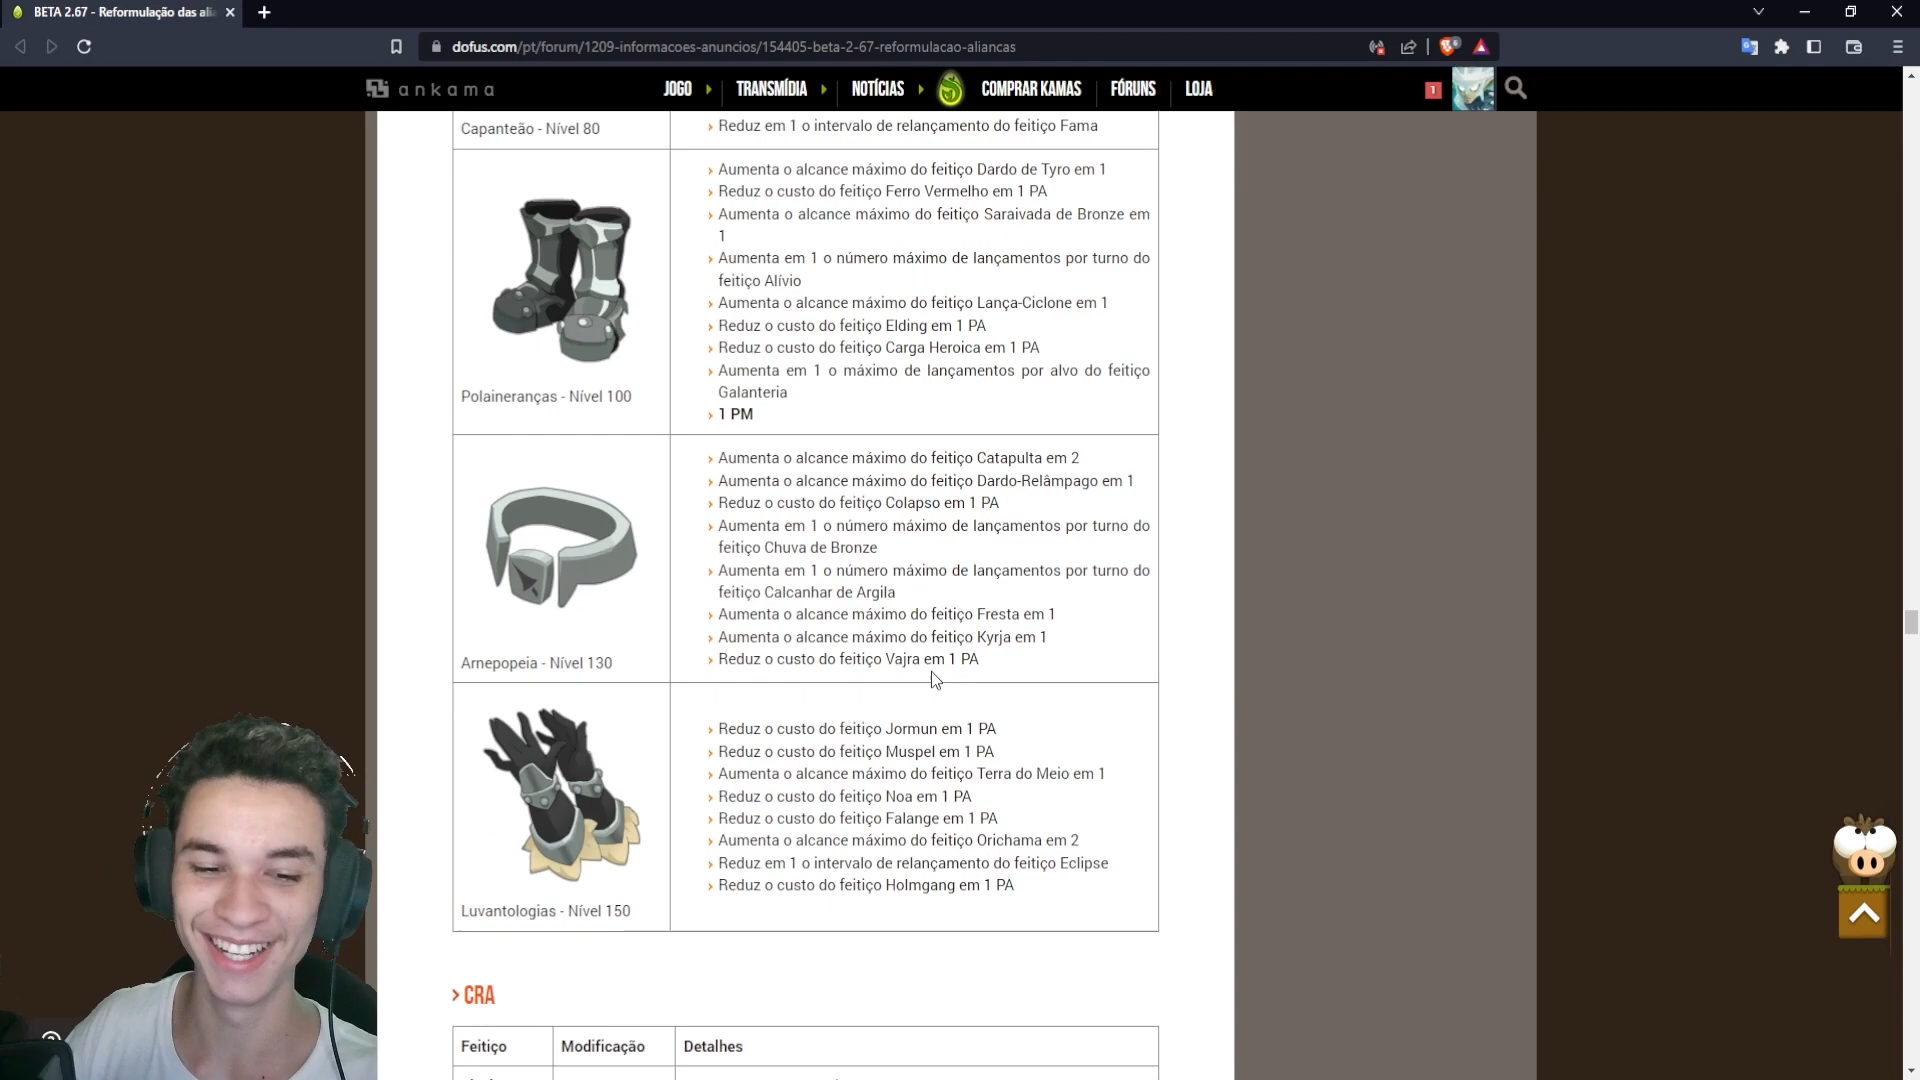 BETA 2.67 - Reformulação das alia
dofus.com/pt/forum/1209-informacoes-anuncios/154405-beta-2-67-reformulacao-aliancas
ankama
JOGO
TRANSMÍDIA
NOTÍCIAS
COMPRAR KAMAS
FÓRUNS
LOJA
1
Capanteão - Nível 80
Reduz em 1 o intervalo de relançamento do feitiço Fama
Aumenta o alcance máximo do feitiço Dardo de Tyro em 1
Reduz o custo do feitiço Ferro Vermelho em 1 PA
Aumenta o alcance máximo do feitiço Saraivada de Bronze em
1
Aumenta em 1 o número máximo de lançamentos por turno do
feitiço Alívio
Aumenta o alcance máximo do feitiço Lança-Ciclone em 1
Reduz o custo do feitiço Elding em 1 PA
Reduz o custo do feitiço Carga Heroica em 1 PA
Aumenta em 1 o máximo de lançamentos por alvo do feitiço
Galanteria
1 PM
Polaineranças - Nível 100
Aumenta o alcance máximo do feitiço Catapulta em 2
Aumenta o alcance máximo do feitiço Dardo-Relâmpago em 1
Reduz o custo do feitiço Colapso em 1 PA
Aumenta em 1 o número máximo de lançamentos por turno do
feitiço Chuva de Bronze
Aumenta em 1 o número máximo de lançamentos por turno do
feitiço Calcanhar de Argila
Aumenta o alcance máximo do feitiço Fresta em 1
Aumenta o alcance máximo do feitiço Kyrja em 1
Reduz o custo do feitiço Vajra em 1 PA
Arnepopeia - Nível 130
Reduz o custo do feitiço Jormun em 1 PA
Reduz o custo do feitiço Muspel em 1 PA
Aumenta o alcance máximo do feitiço Terra do Meio em 1
Reduz o custo do feitiço Noa em 1 PA
Reduz o custo do feitiço Falange em 1 PA
Aumenta o alcance máximo do feitiço Orichama em 2
Reduz em 1 o intervalo de relançamento do feitiço Eclipse
Reduz o custo do feitiço Holmgang em 1 PA
Luvantologias - Nível 150
CRA
Feitiço
Modificação
Detalhes